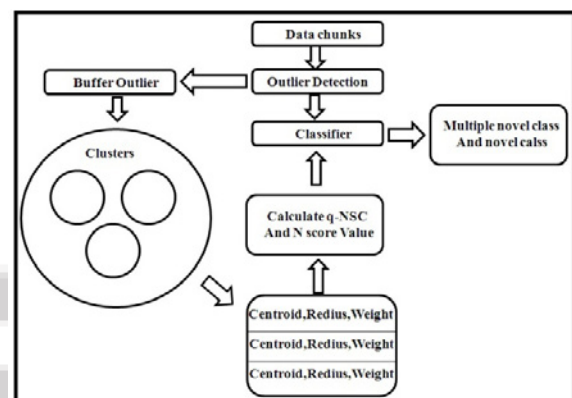 Data chunks
Buffer Outlier
Outlier Detection
Classifier
Multiple novel class
And novel calss
Clusters
Calculate q-NSC
And N score Value
Centroid,Redius,Weight
Centroid,Redius,Weight
Centroid,Redius,Weight